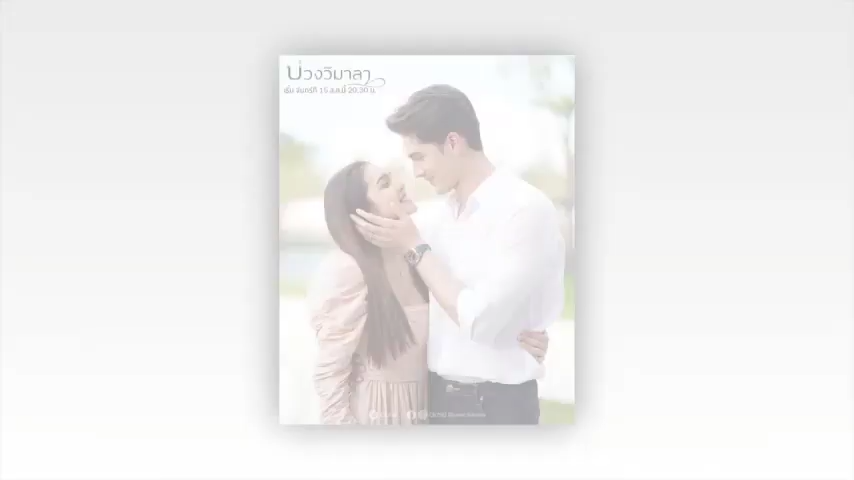 บ่วงวิมาลา
เริ่ม จันทร์ที่ 15 ส.ค.นี้ 20.30 น.